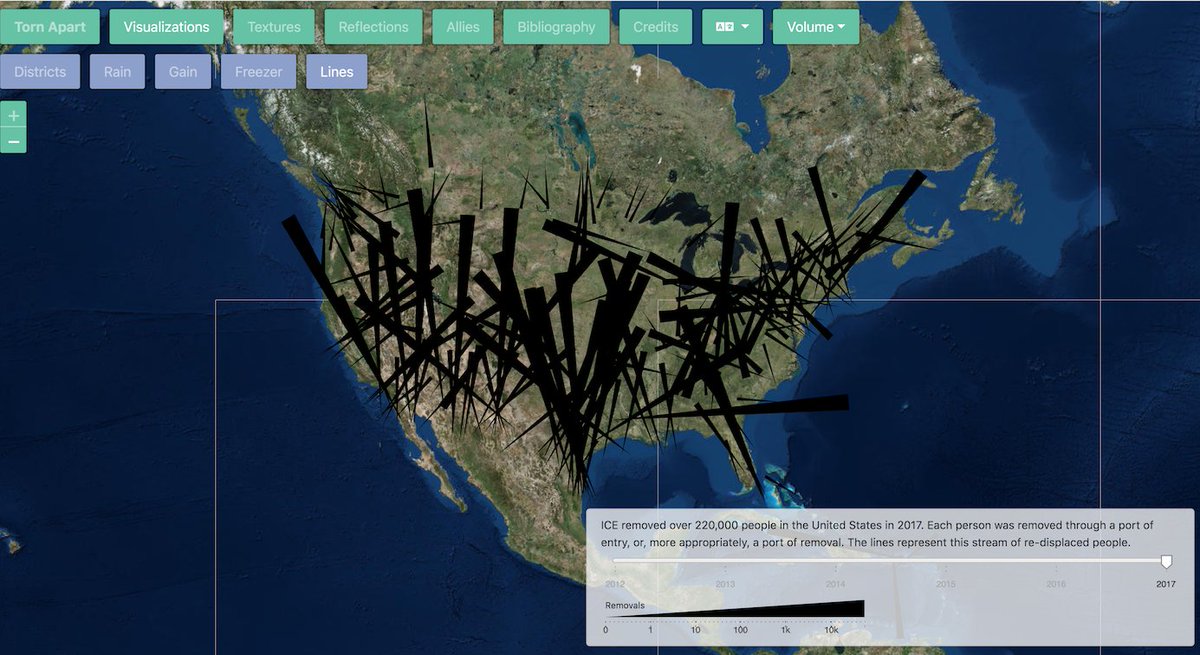 Torn Apart Visualizations Textures Reflections Allies Bibliography Credits Volume
Districts Rain Gain Freezer Lines
+
−
ICE removed over 220,000 people in the United States in 2017. Each person was removed through a port of
entry, or, more appropriately, a port of removal. The lines represent this stream of re-displaced people.
2012 2013 2014 2015 2016 2017
Removals
0 1 10 100 1k 10k